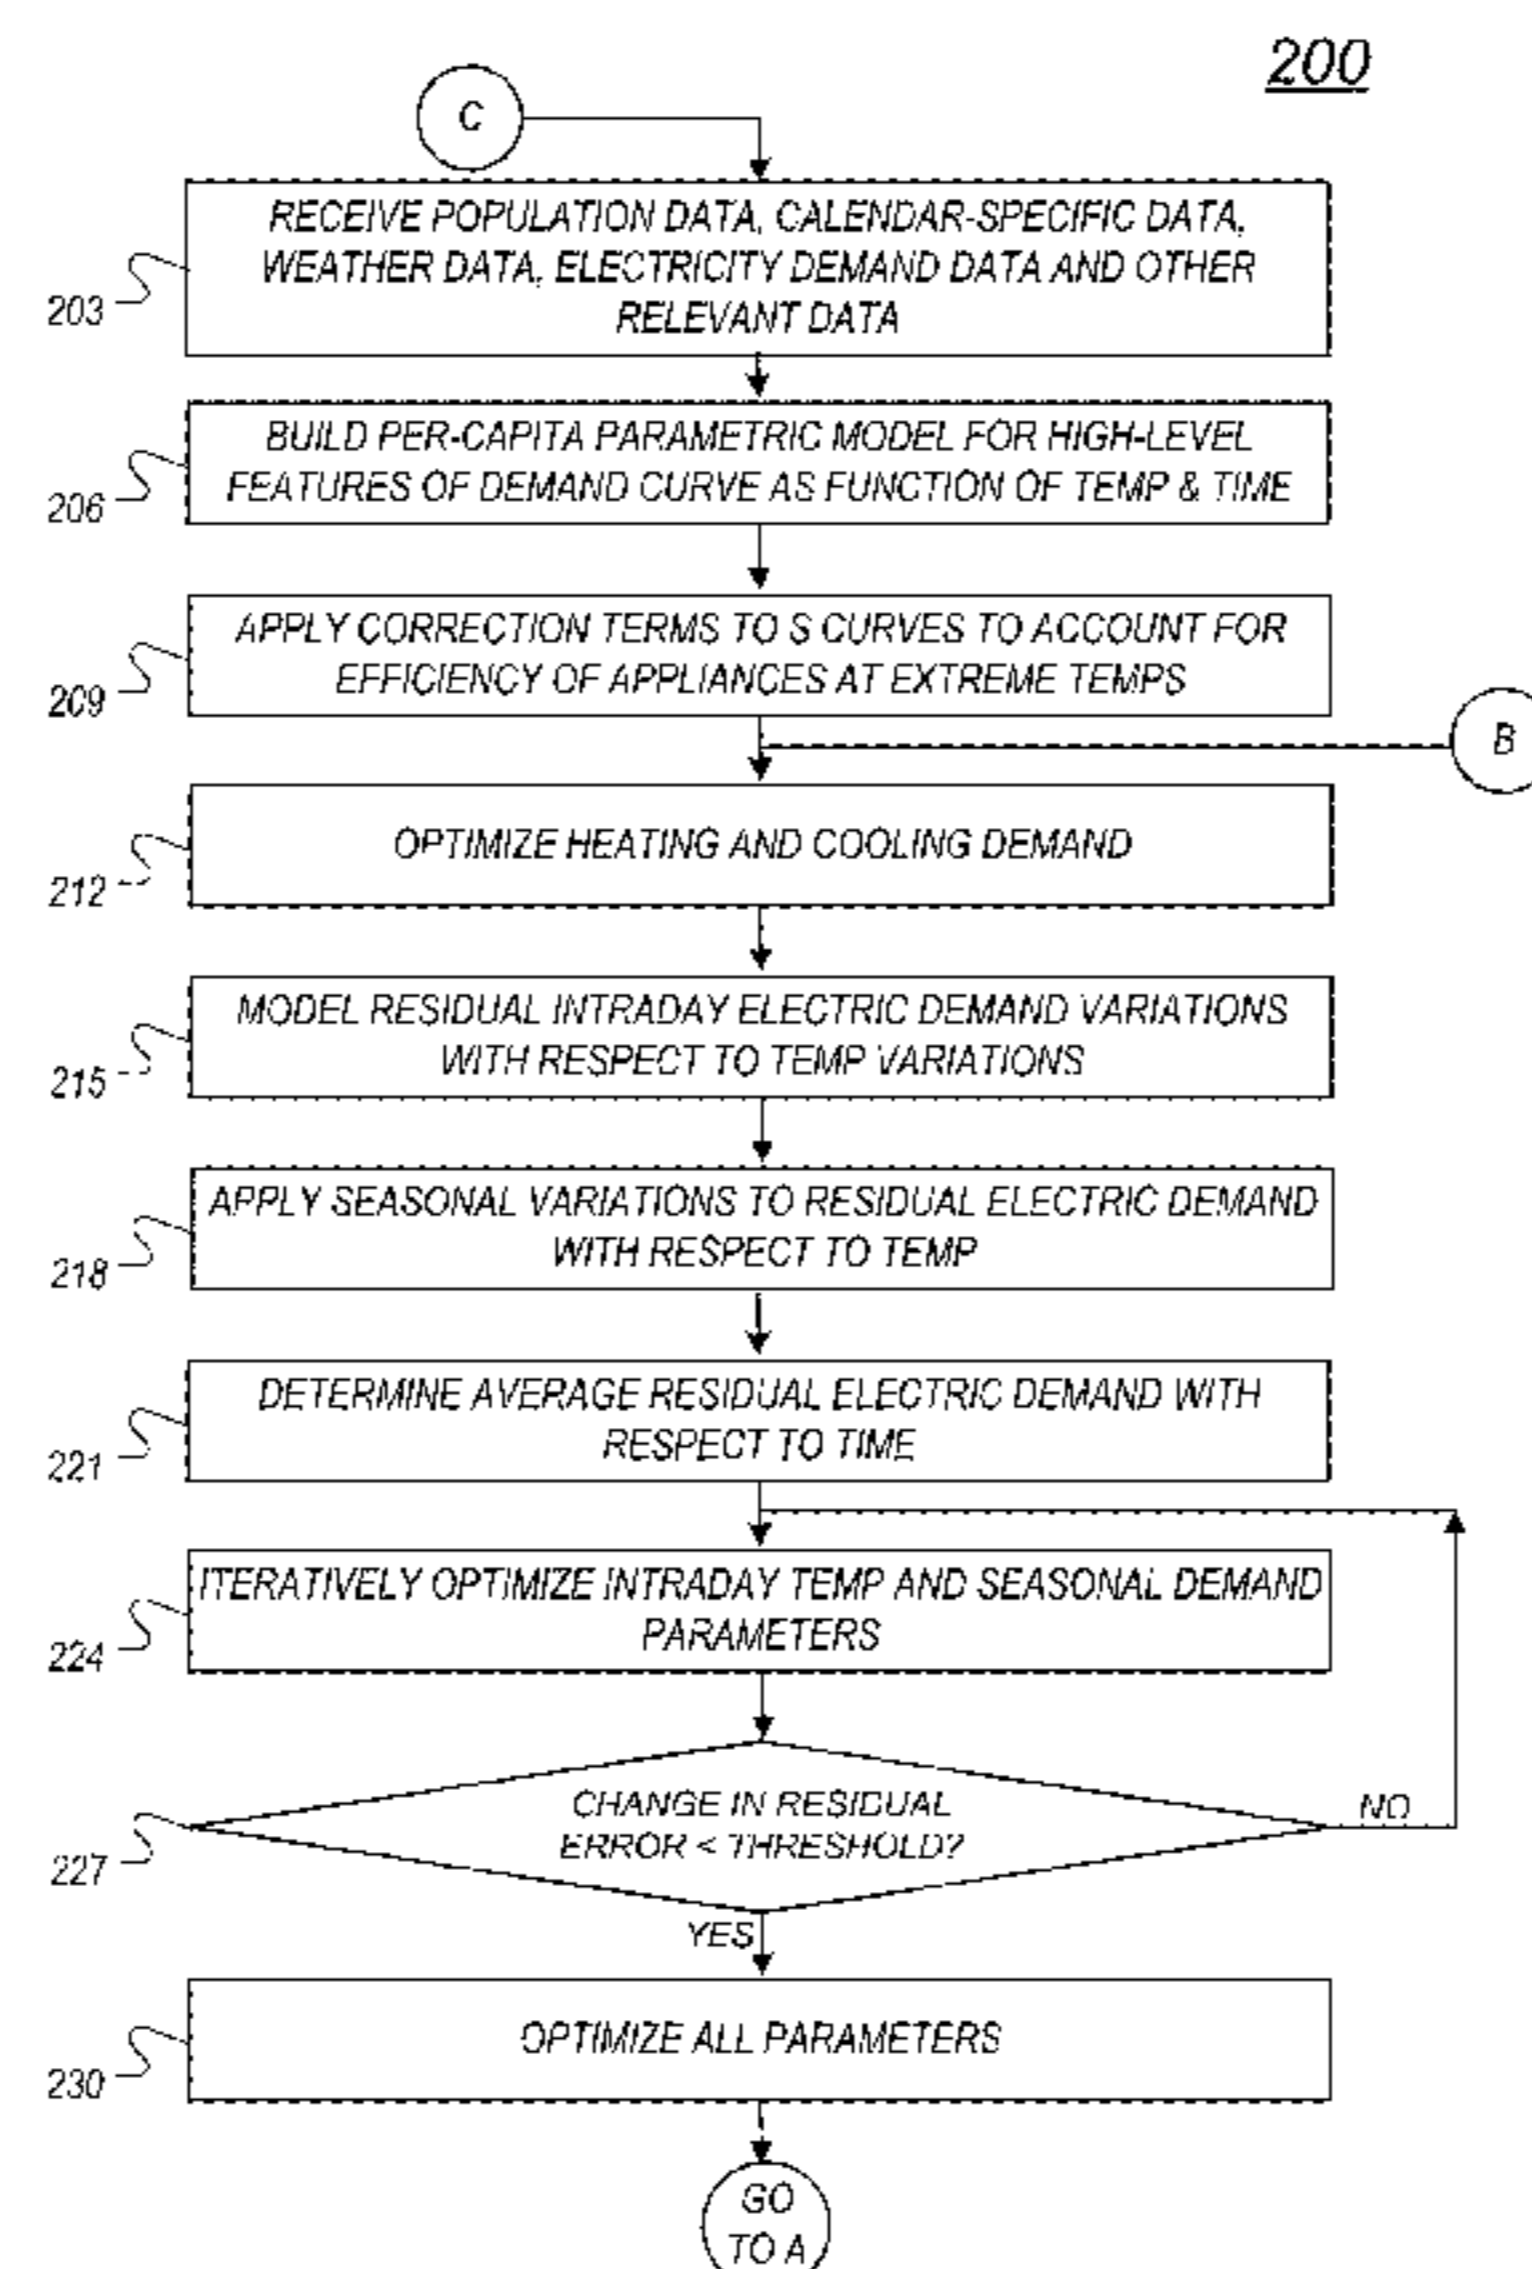 200
C
RECEIVE POPULATION DATA, CALENDAR-SPECIFIC DATA,
WEATHER DATA, ELECTRICITY DEMAND DATA AND OTHER
RELEVANT DATA
203
BUILD PER-CAPITA PARAMETRIC MODEL FOR HIGH-LEVEL
FEATURES OF DEMAND CURVE AS FUNCTION OF TEMP & TIME
206
APPLY CORRECTION TERMS TO S CURVES TO ACCOUNT FOR
EFFICIENCY OF APPLIANCES AT EXTREME TEMPS
209
B
OPTIMIZE HEATING AND COOLING DEMAND
212
MODEL RESIDUAL INTRADAY ELECTRIC DEMAND VARIATIONS
WITH RESPECT TO TEMP VARIATIONS
215
APPLY SEASONAL VARIATIONS TO RESIDUAL ELECTRIC DEMAND
WITH RESPECT TO TEMP
218
DETERMINE AVERAGE RESIDUAL ELECTRIC DEMAND WITH
RESPECT TO TIME
221
ITERATIVELY OPTIMIZE INTRADAY TEMP AND SEASONAL DEMAND
PARAMETERS
224
CHANGE IN RESIDUAL
ERROR < THRESHOLD?
NO
227
YES
OPTIMIZE ALL PARAMETERS
230
GO
TO A